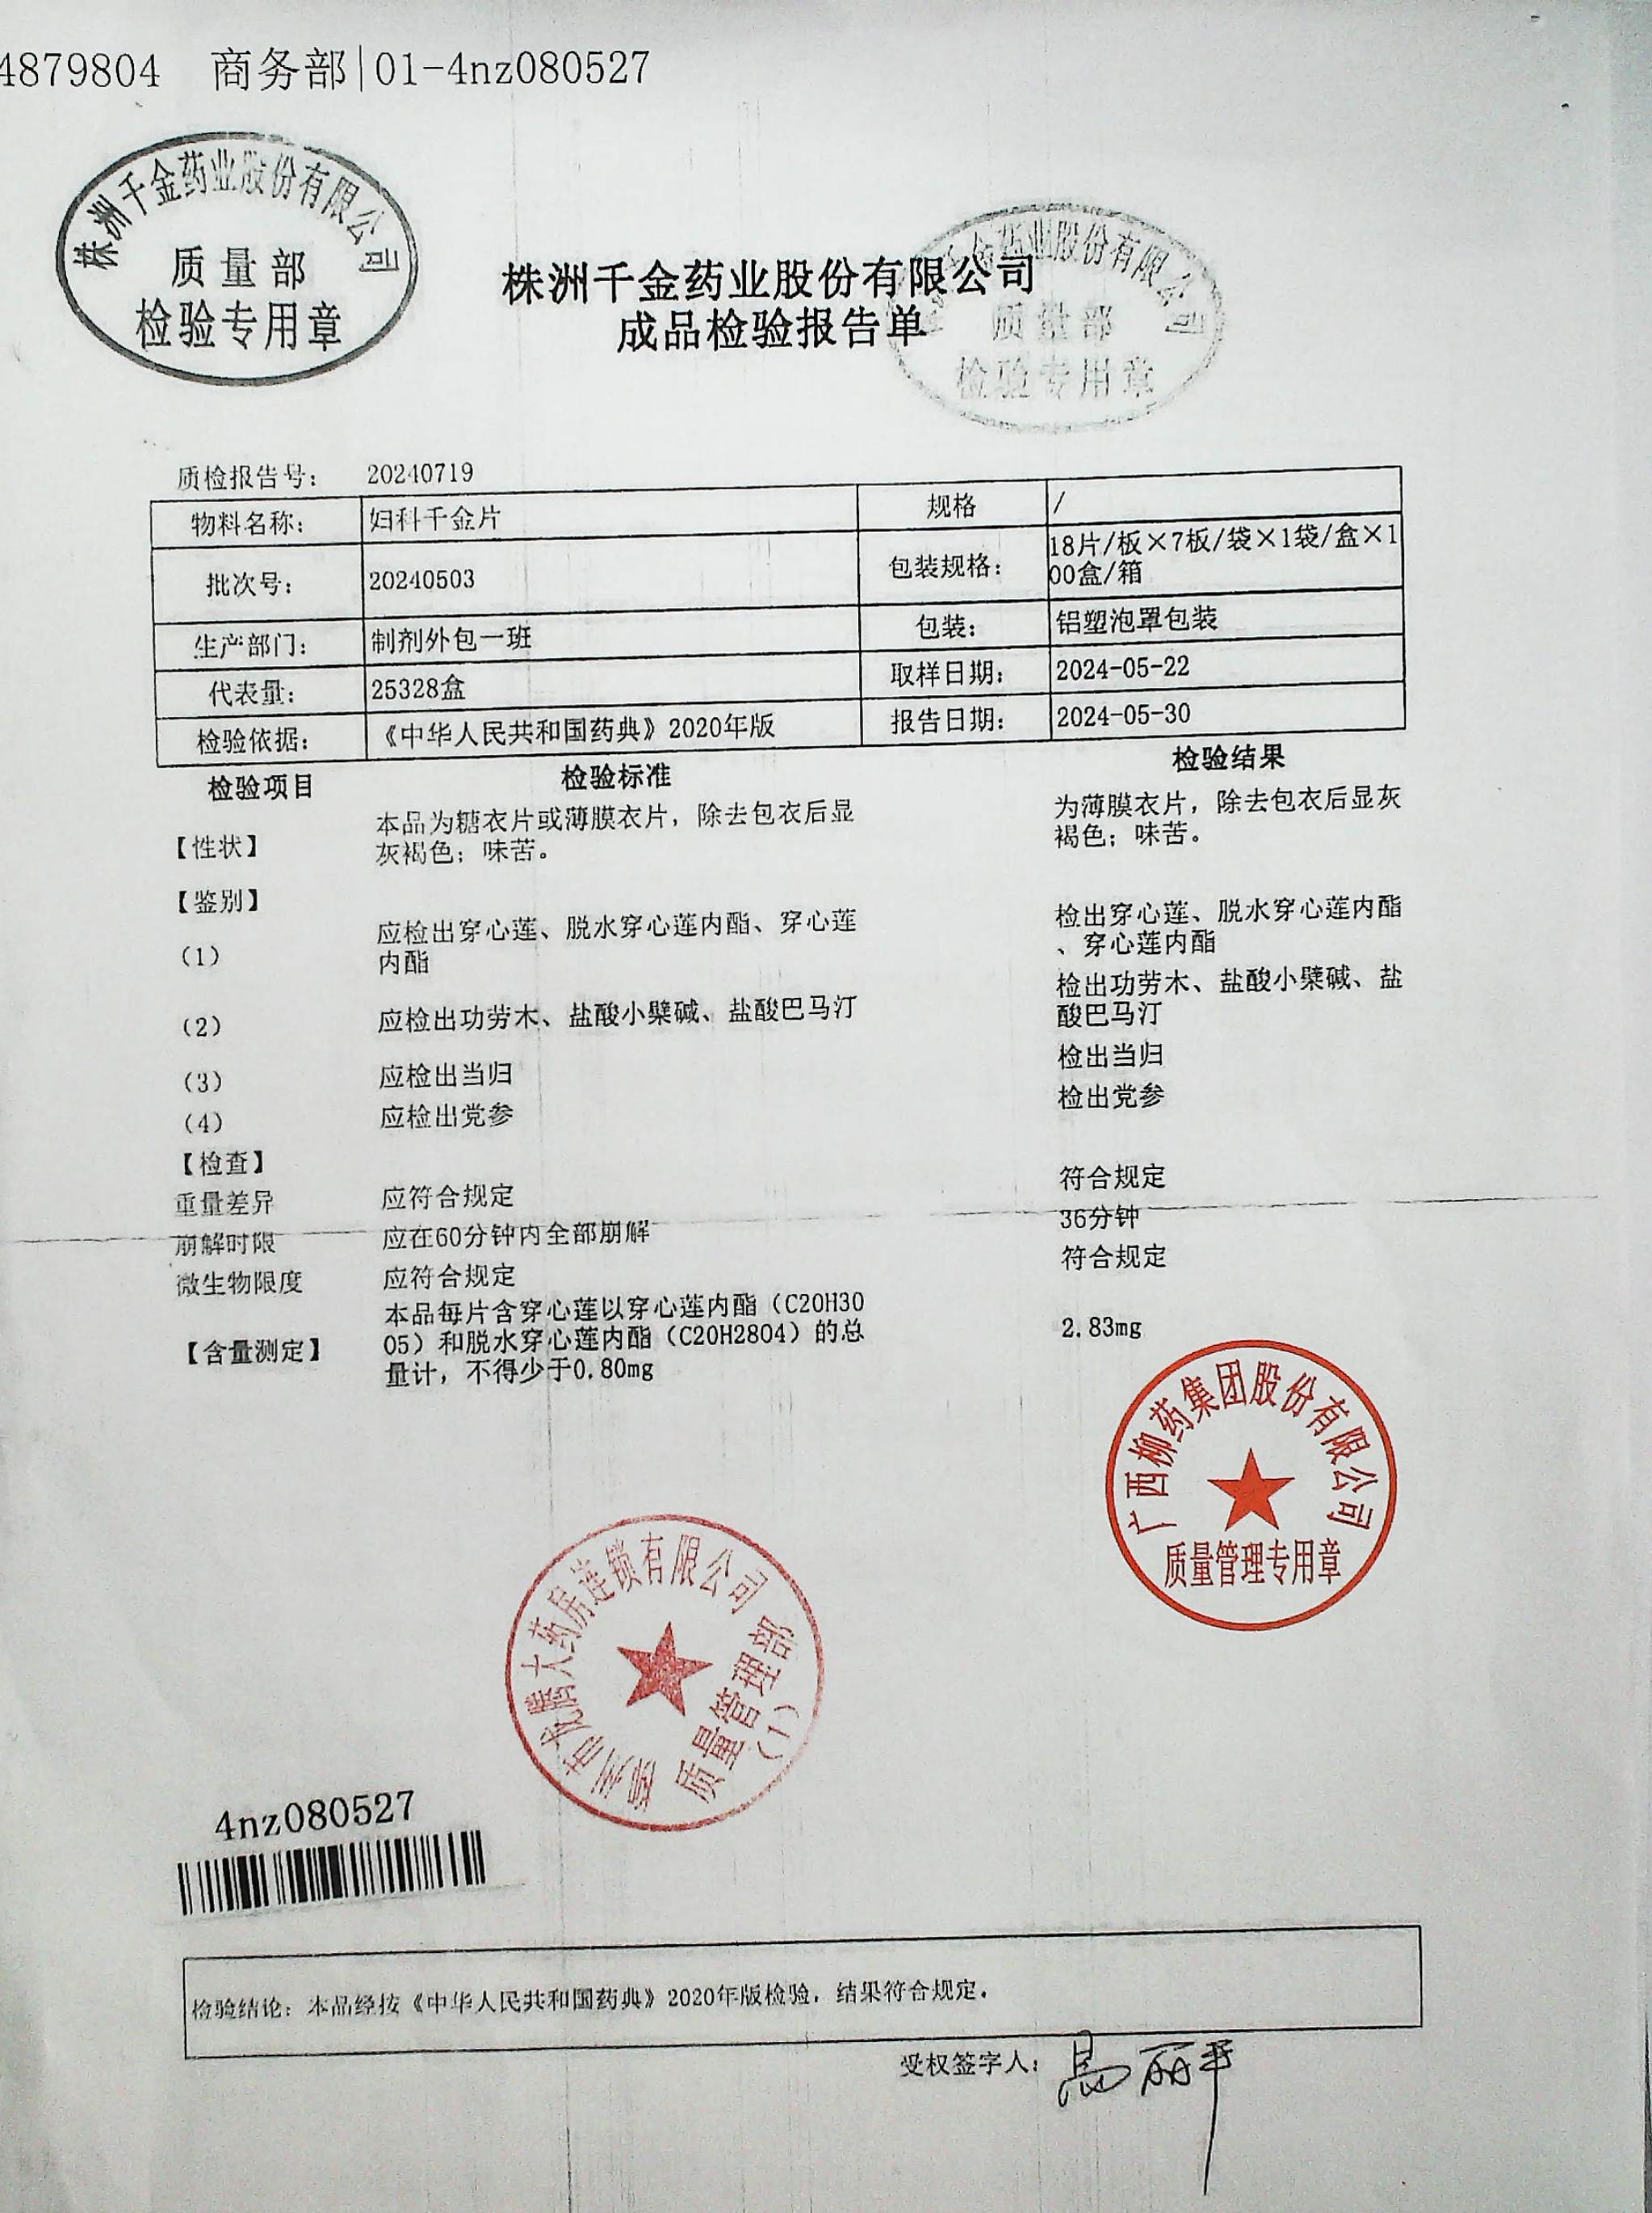 4879804 商务部|01-4nz080527
株洲千金药业股份有限公司
质量部
检验专用章
株洲千金药业股份有限公司
成品检验报告单
药业股份有限公司
质量部
检验专用章
质检报告号: 20240719
物料名称: 妇科千金片 规格 /
批次号: 20240503 包装规格: 18片/板×7板/袋×1袋/盒×1
00盒/箱
生产部门: 制剂外包一班 包装: 铝塑泡罩包装
代表量: 25328盒 取样日期: 2024-05-22
检验依据: 《中华人民共和国药典》2020年版 报告日期: 2024-05-30
检验项目 检验标准 检验结果
【性状】 本品为糖衣片或薄膜衣片，除去包衣后显 为薄膜衣片，除去包衣后显灰
灰褐色；味苦。 褐色；味苦。
【鉴别】
(1) 应检出穿心莲、脱水穿心莲内酯、穿心莲 检出穿心莲、脱水穿心莲内酯
内酯 、穿心莲内酯
(2) 应检出功劳木、盐酸小檗碱、盐酸巴马汀 检出功劳木、盐酸小檗碱、盐
酸巴马汀
(3) 应检出当归 检出当归
(4) 应检出党参 检出党参
【检查】
重量差异 应符合规定 符合规定
崩解时限 应在60分钟内全部崩解 36分钟
微生物限度 应符合规定 符合规定
【含量测定】 本品每片含穿心莲以穿心莲内酯（C20H30 2.83mg
O5）和脱水穿心莲内酯（C20H28O4）的总
量计，不得少于0.80mg
广西柳药集团股份有限公司
质量管理专用章
大药房连锁有限公司
质量管理部
(1)
4nz080527
检验结论: 本品经按《中华人民共和国药典》2020年版检验，结果符合规定。
受权签字人: